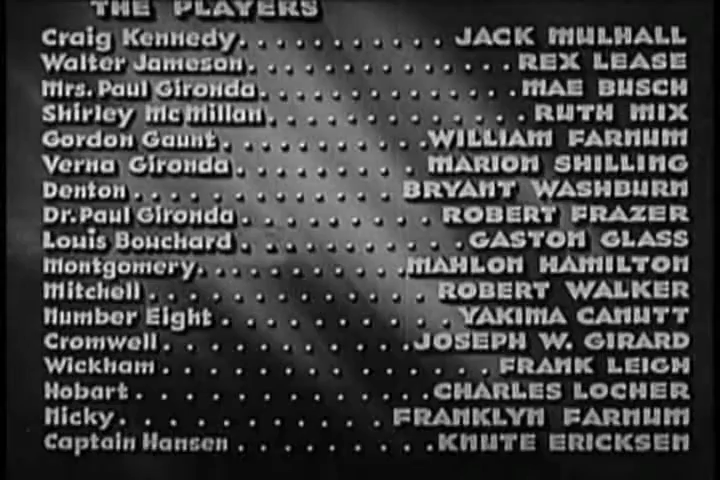 THE PLAYERS
Craig Kennedy. . . . . . . . . . . JACK MULHALL
Walter Jameson. . . . . . . . . . . . . REX LEASE
Mrs. Paul Gironda. . . . . . . . . . . . . MAE BUSCH
Shirley McMillan. . . . . . . . . . . . . RUTH MIX
Gordon Gaunt. . . . . . . . . . WILLIAM FARNUM
Verna Gironda. . . . . . . . . . MARION SHILLING
Denton. . . . . . . . . . . . . BRYANT WASHBURN
Dr. Paul Gironda. . . . . . . . . ROBERT FRAZER
Louis Bouchard. . . . . . . . . . . GASTON GLASS
Montgomery. . . . . . . . . . MAHLON HAMILTON
Mitchell. . . . . . . . . . . . . ROBERT WALKER
Number Eight. . . . . . . . . . YAKIMA CANUTT
Cromwell. . . . . . . . . . . JOSEPH W. GIRARD
Wickham. . . . . . . . . . . . . . FRANK LEIGH
Hobart. . . . . . . . . . . . . CHARLES LOCHER
Nicky. . . . . . . . . . . . FRANKLYN FARNUM
Captain Hansen. . . . . . . . . KNUTE ERICKSEN